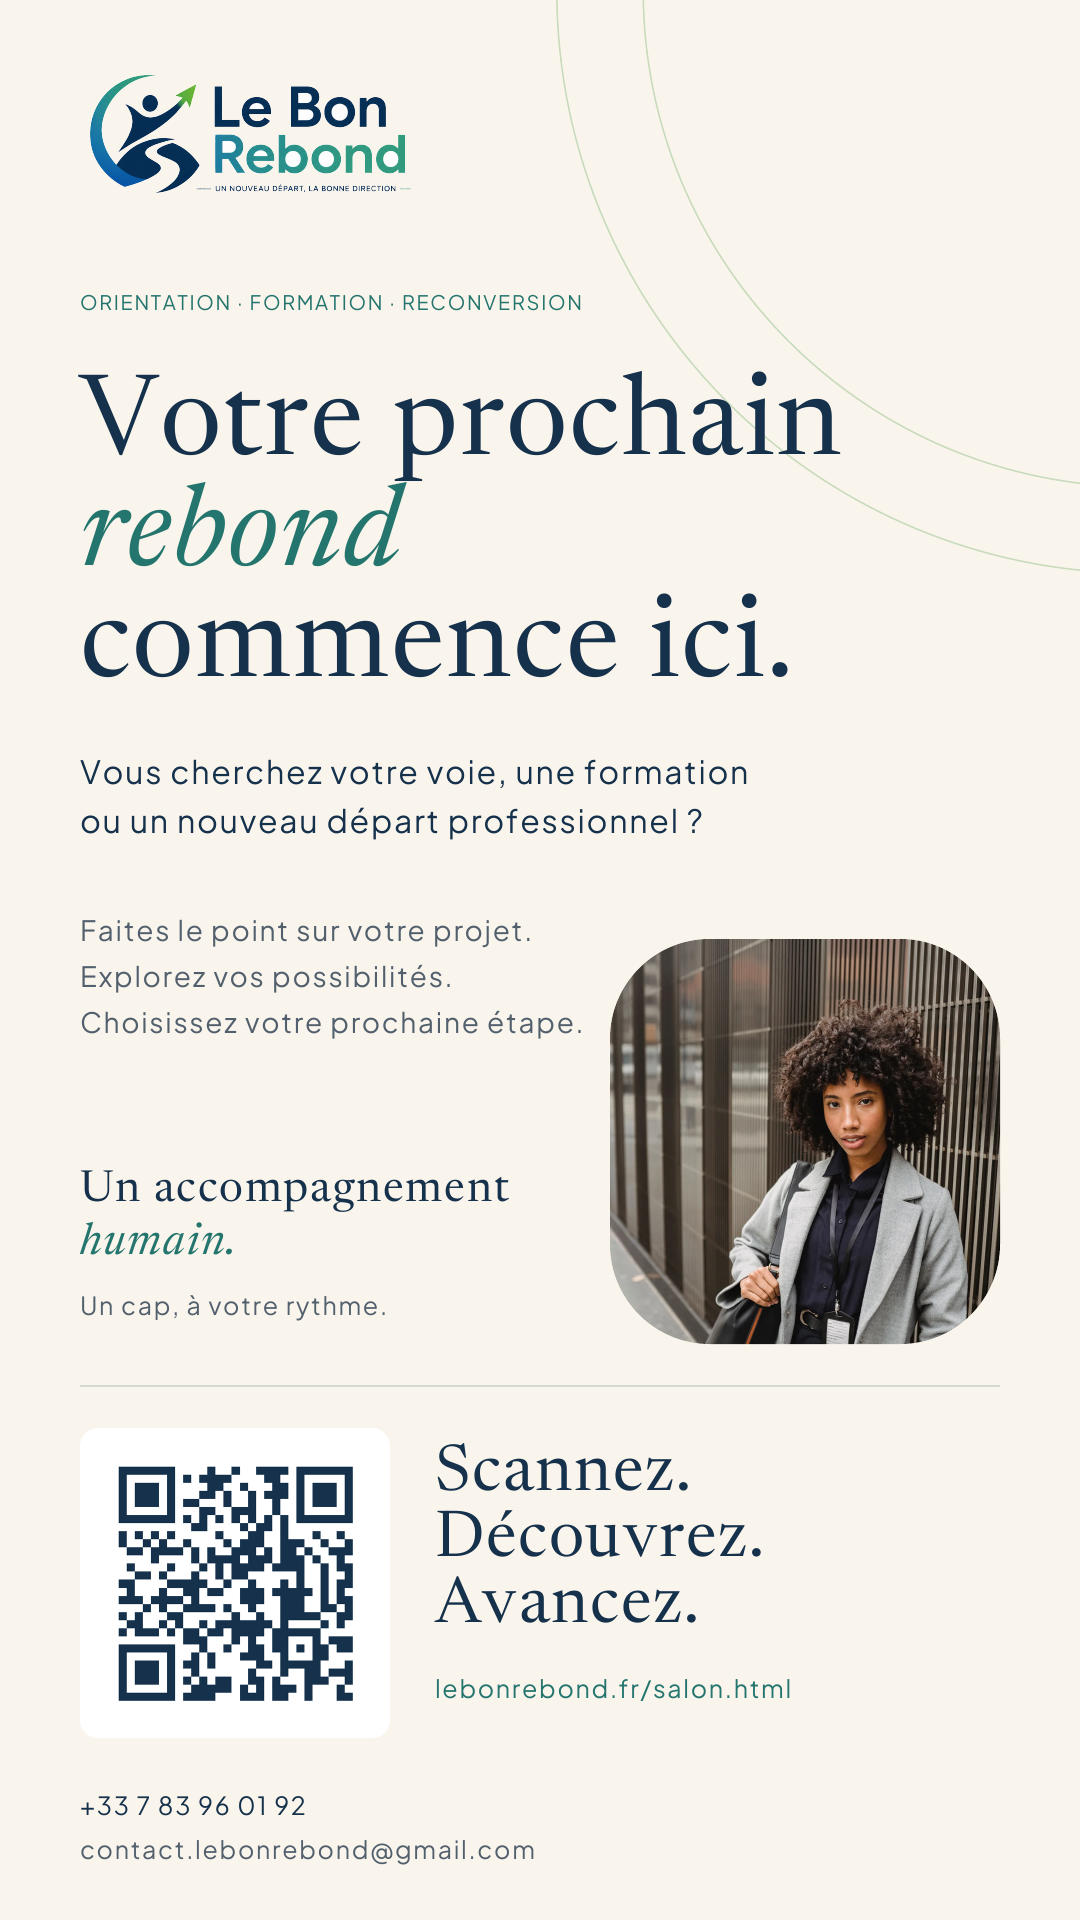 Le Bon
Rebond
UN NOUVEAU DÉPART, LA BONNE DIRECTION
ORIENTATION · FORMATION · RECONVERSION
Votre prochain
rebond
commence ici.
Vous cherchez votre voie, une formation
ou un nouveau départ professionnel ?
Faites le point sur votre projet.
Explorez vos possibilités.
Choisissez votre prochaine étape.
Un accompagnement
humain.
Un cap, à votre rythme.
Scannez.
Découvrez.
Avancez.
lebonrebond.fr/salon.html
+33 7 83 96 01 92
contact.lebonrebond@gmail.com